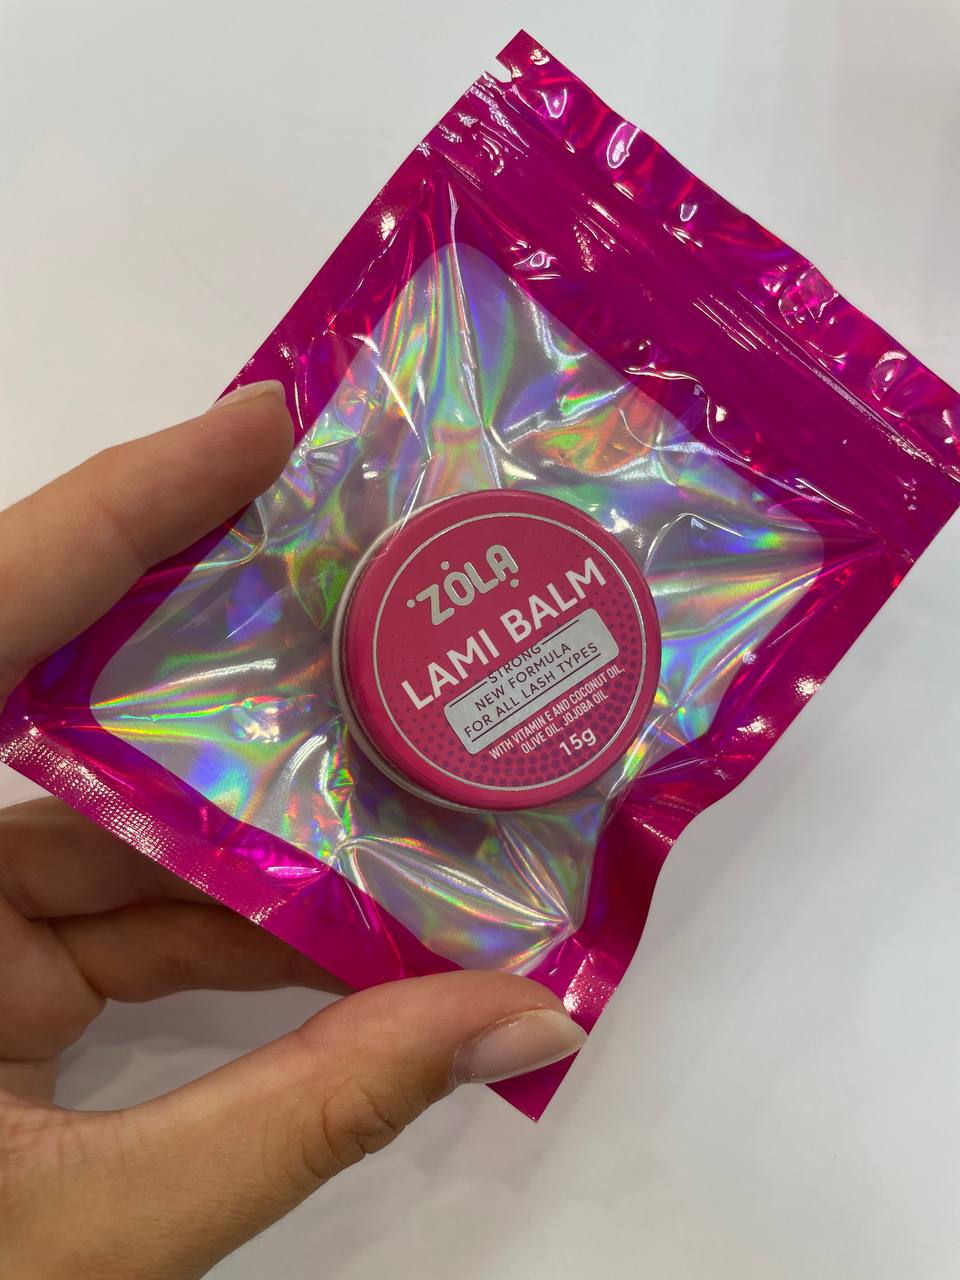 ZOLA
LAMI BALM
STRONG
NEW FORMULA
FOR ALL LASH TYPES
WITH VITAMIN E AND COCONUT OIL,
OLIVE OIL, JOJOBA OIL
15g